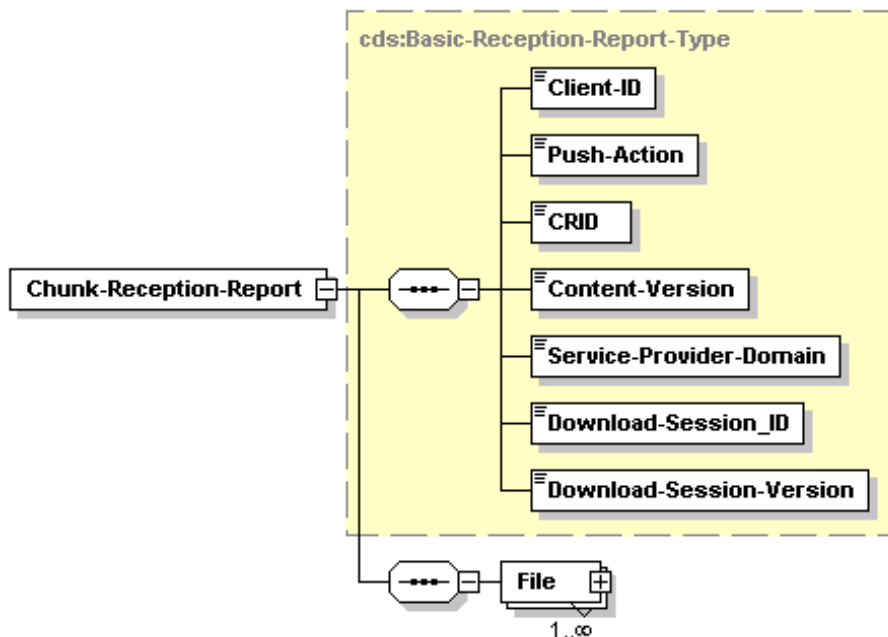 cds:Basic-Reception-Report-Type
Client-ID
Push-Action
CRID
Content-Version
Chunk-Reception-Report
Service-Provider-Domain
Download-Session_ID
Download-Session-Version
File
1..∞